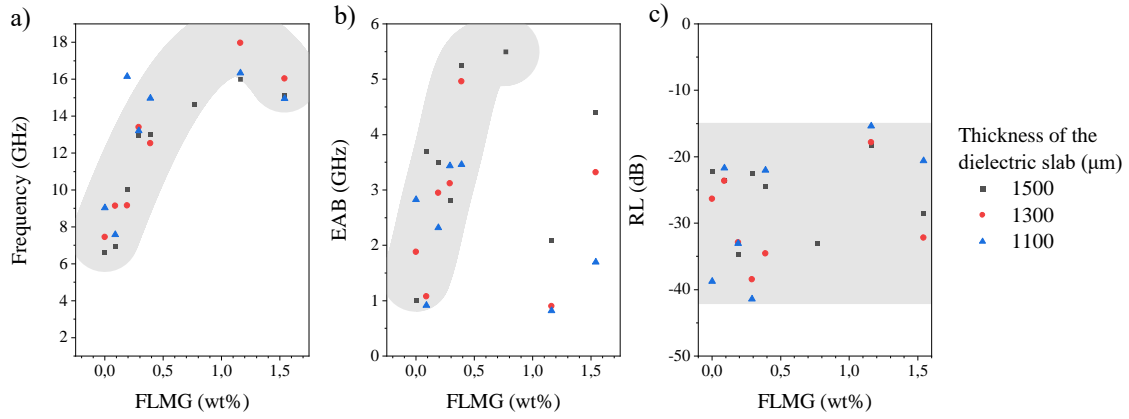 a)
18
16
14
12
10
8
6
4
2
Frequency (GHz)
0,0 0,5 1,0 1,5
FLMG (wt%)
b)
6
5
4
3
2
1
0
EAB (GHz)
0,0 0,5 1,0 1,5
FLMG (wt%)
c)
0
-10
-20
-30
-40
-50
RL (dB)
0,0 0,5 1,0 1,5
FLMG (wt%)
Thickness of the
dielectric slab (μm)
1500
1300
1100